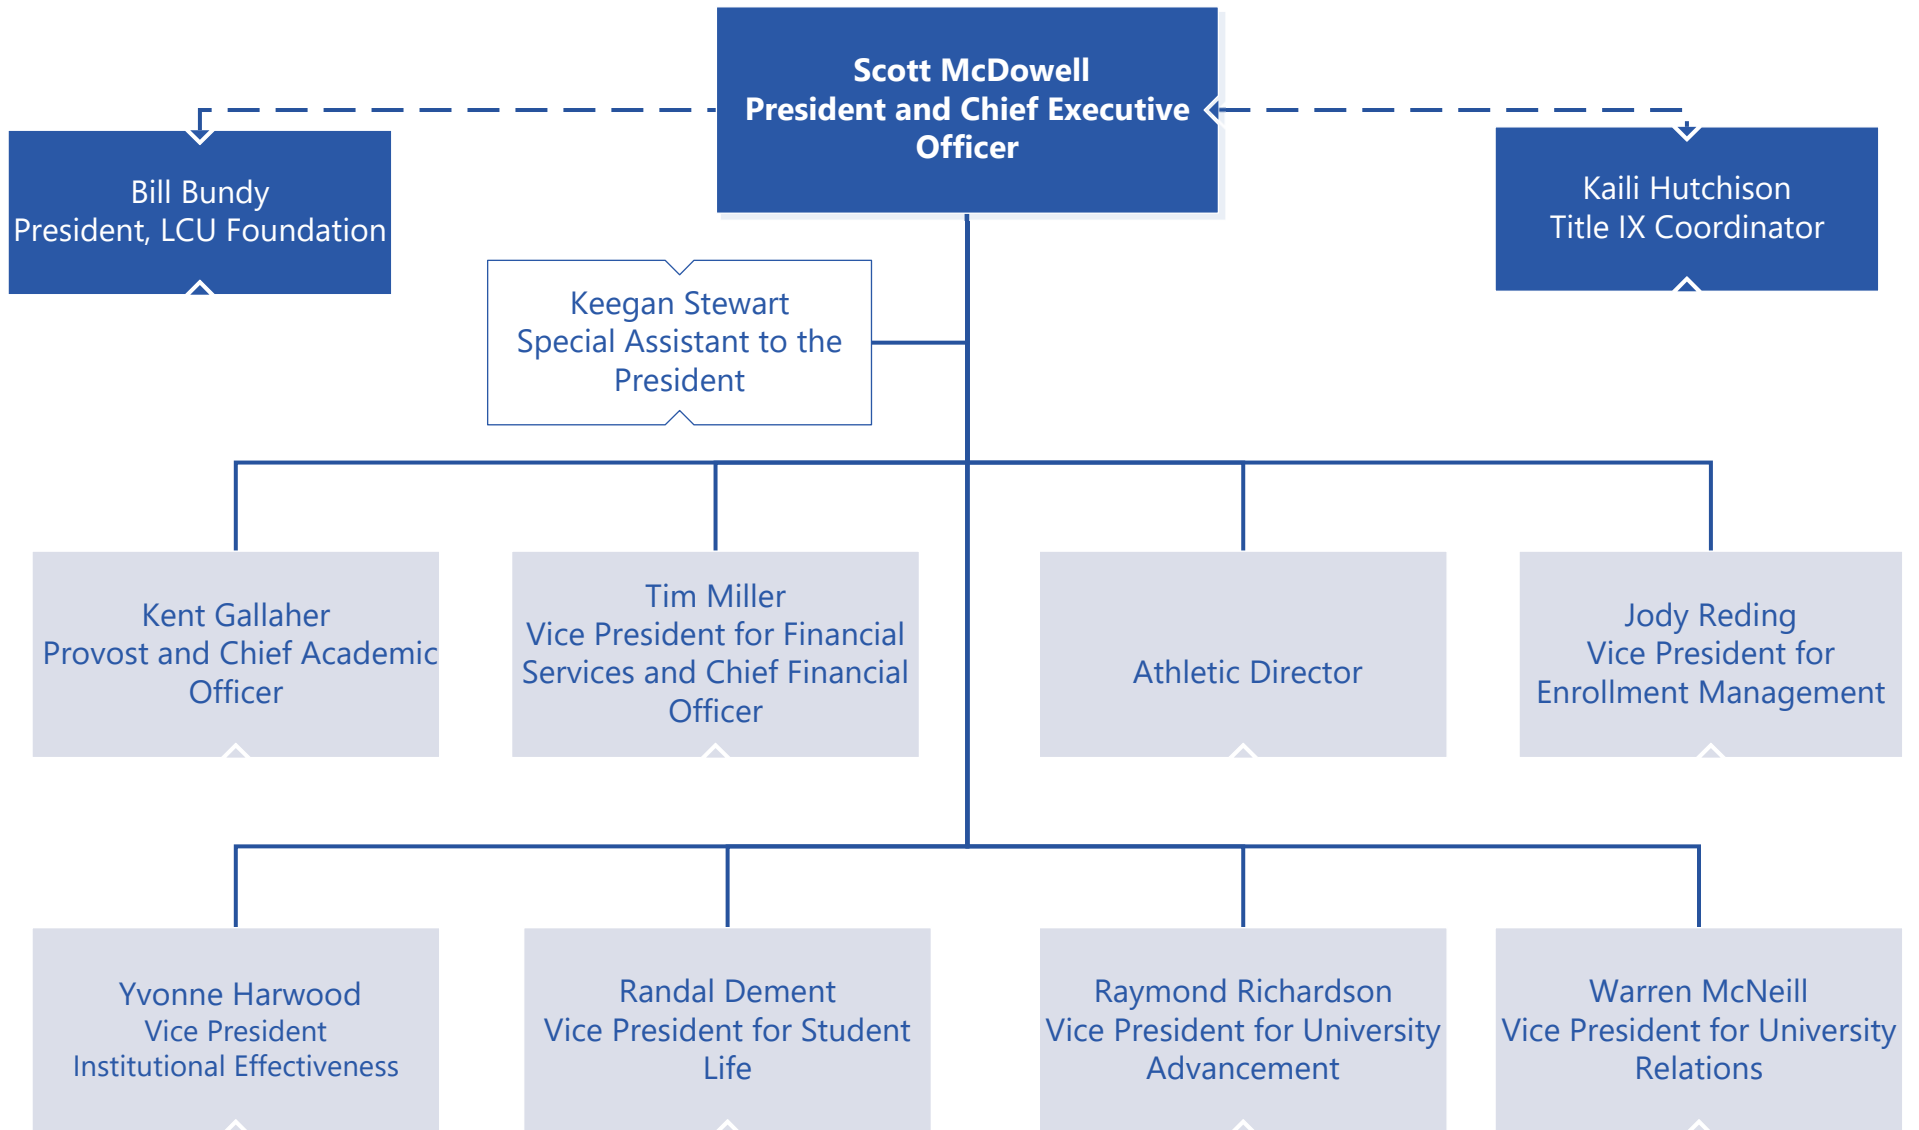 Scott McDowell
President and Chief Executive
Officer
Bill Bundy
President, LCU Foundation
Kaili Hutchison
Title IX Coordinator
Keegan Stewart
Special Assistant to the
President
Kent Gallaher
Provost and Chief Academic
Officer
Tim Miller
Vice President for Financial
Services and Chief Financial
Officer
Athletic Director
Jody Reding
Vice President for
Enrollment Management
Yvonne Harwood
Vice President
Institutional Effectiveness
Randal Dement
Vice President for Student
Life
Raymond Richardson
Vice President for University
Advancement
Warren McNeill
Vice President for University
Relations